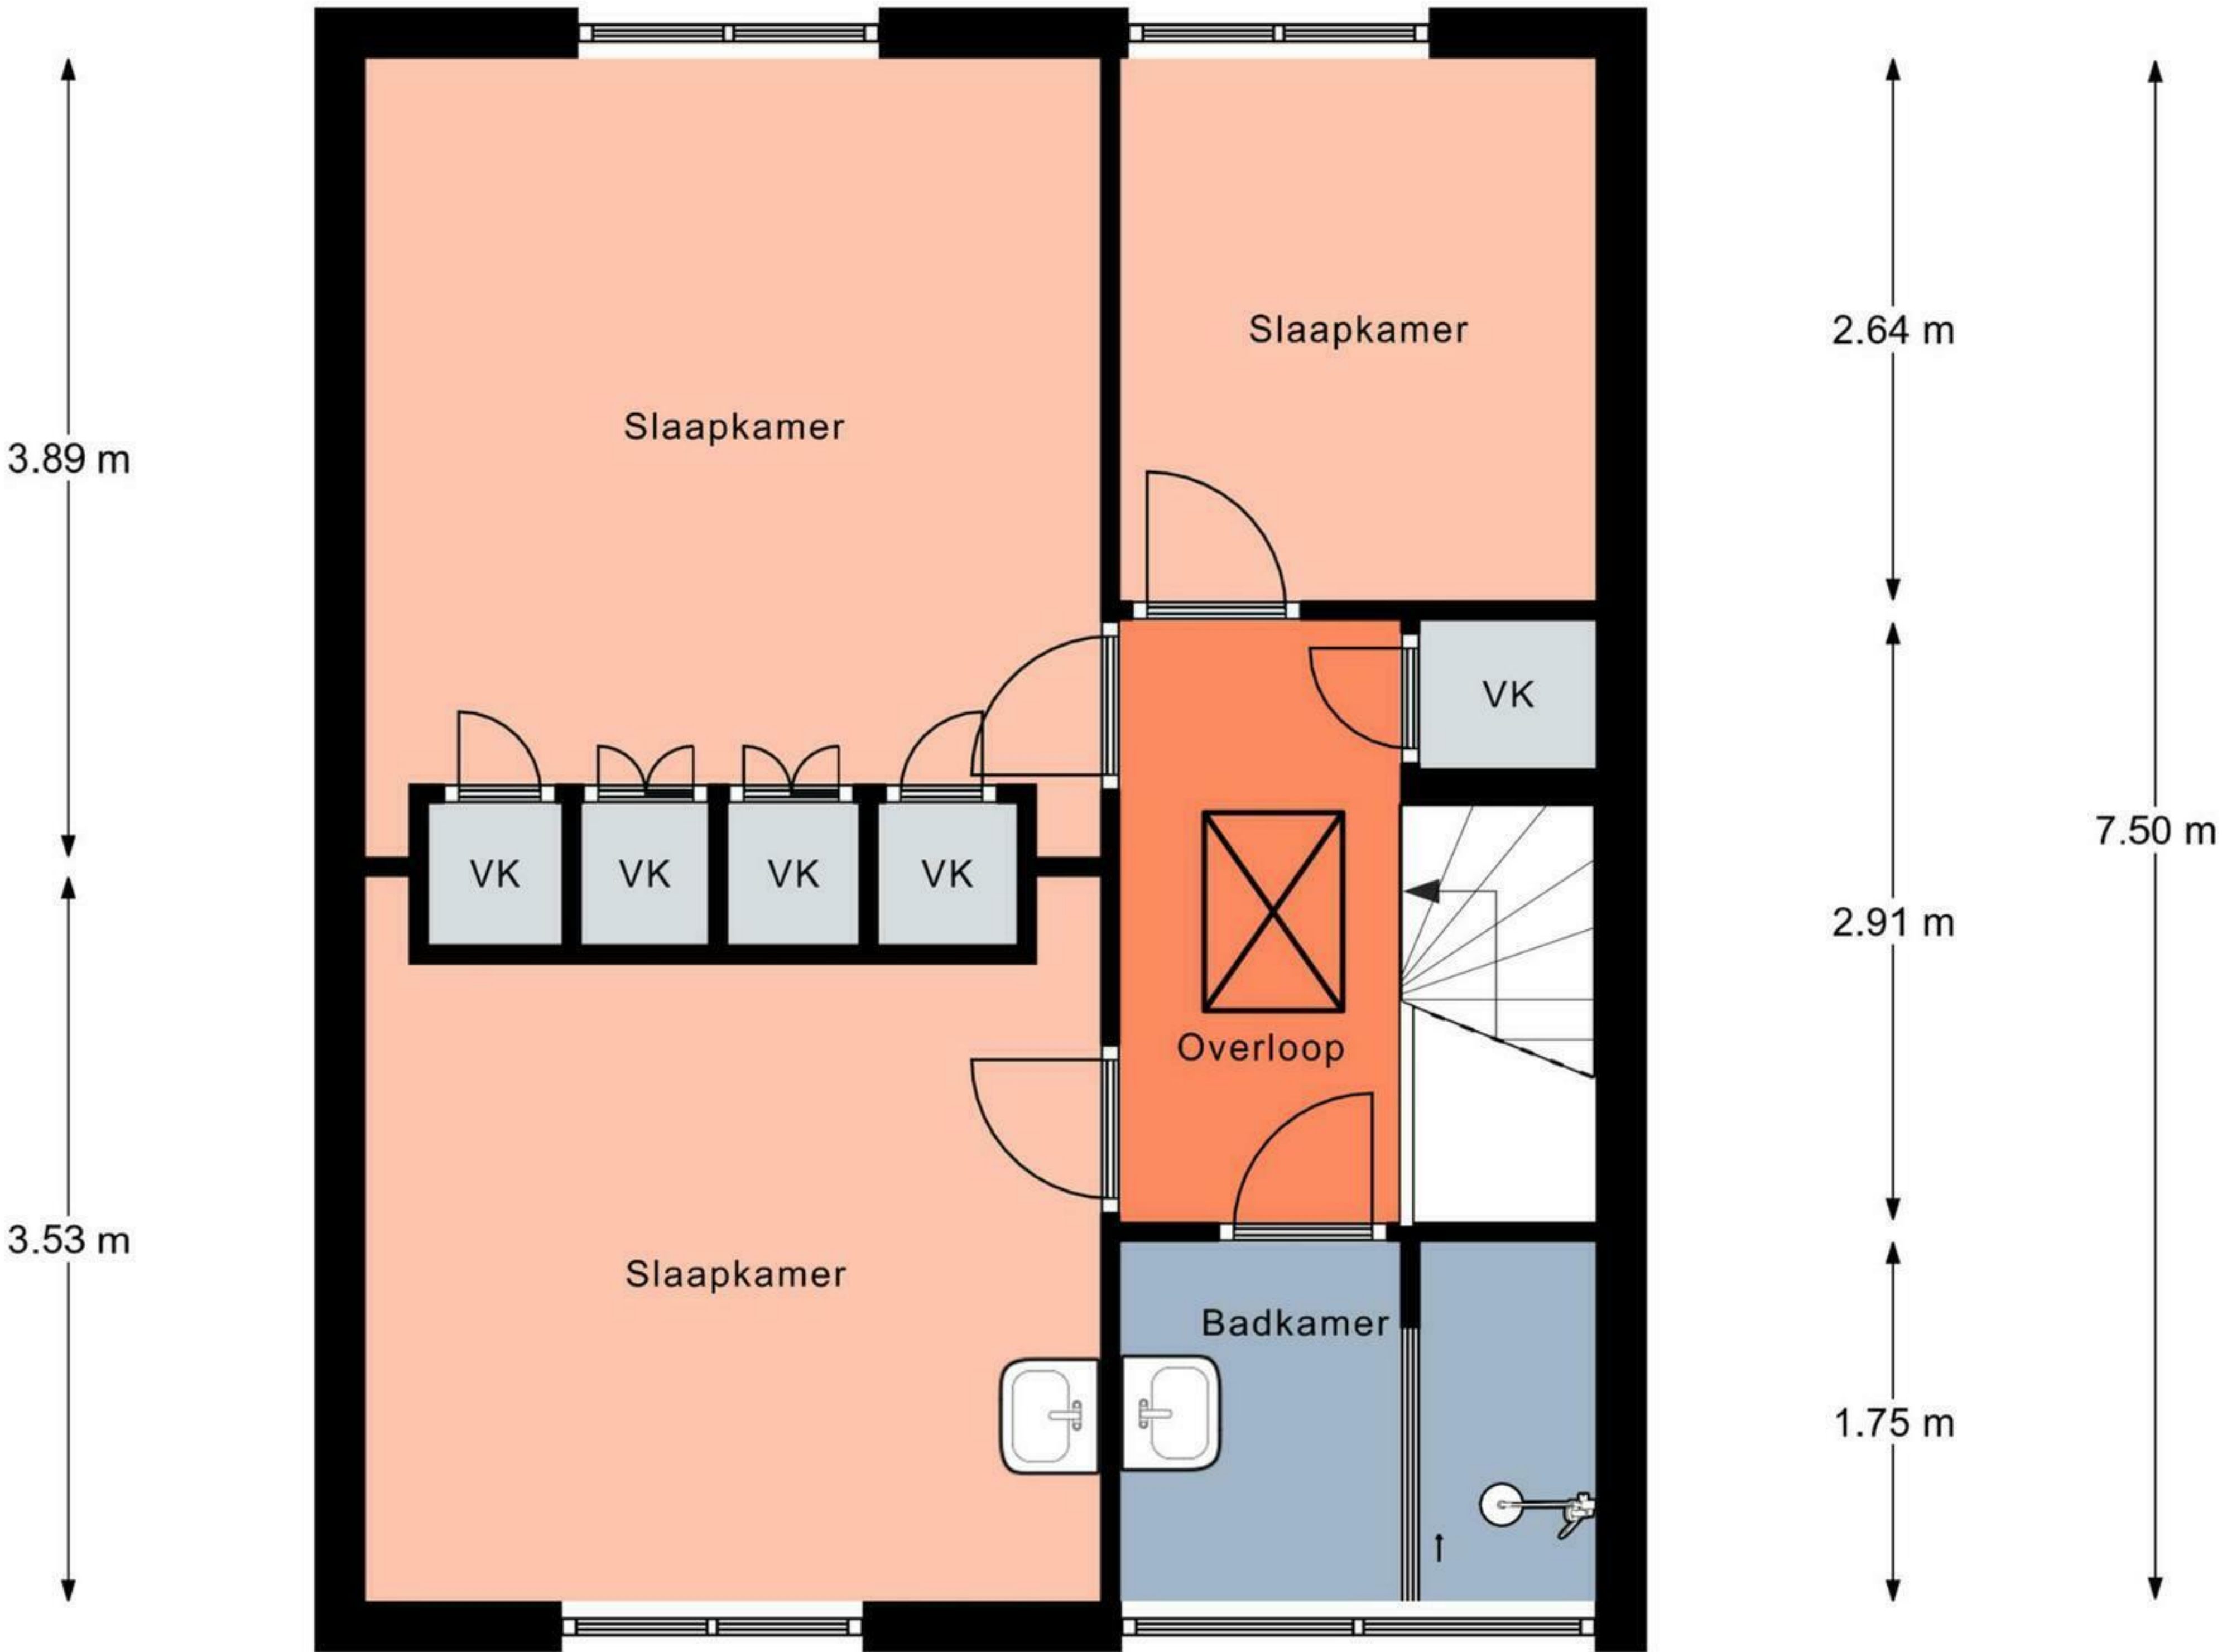 Slaapkamer
2.64 m
Slaapkamer
3.89 m
VK
7.50 m
VK
VK
VK
VK
2.91 m
Overloop
3.53 m
Slaapkamer
Badkamer
1.75 m